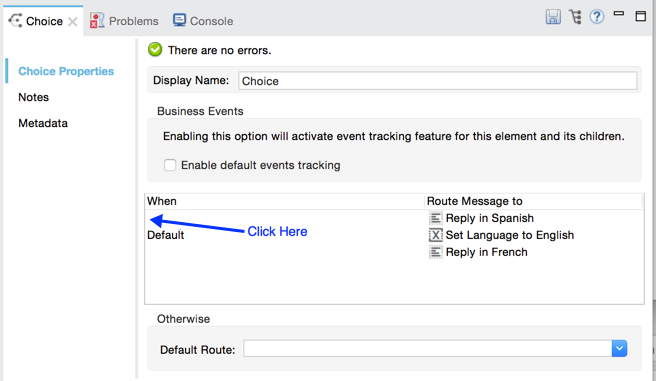 Choice Problems Console
There are no errors.
Choice Properties
Notes
Metadata
Display Name: Choice
Business Events
Enabling this option will activate event tracking feature for this element and its children.
Enable default events tracking
When Route Message to
Reply in Spanish
Click Here
Default Set Language to English
Reply in French
Otherwise
Default Route: